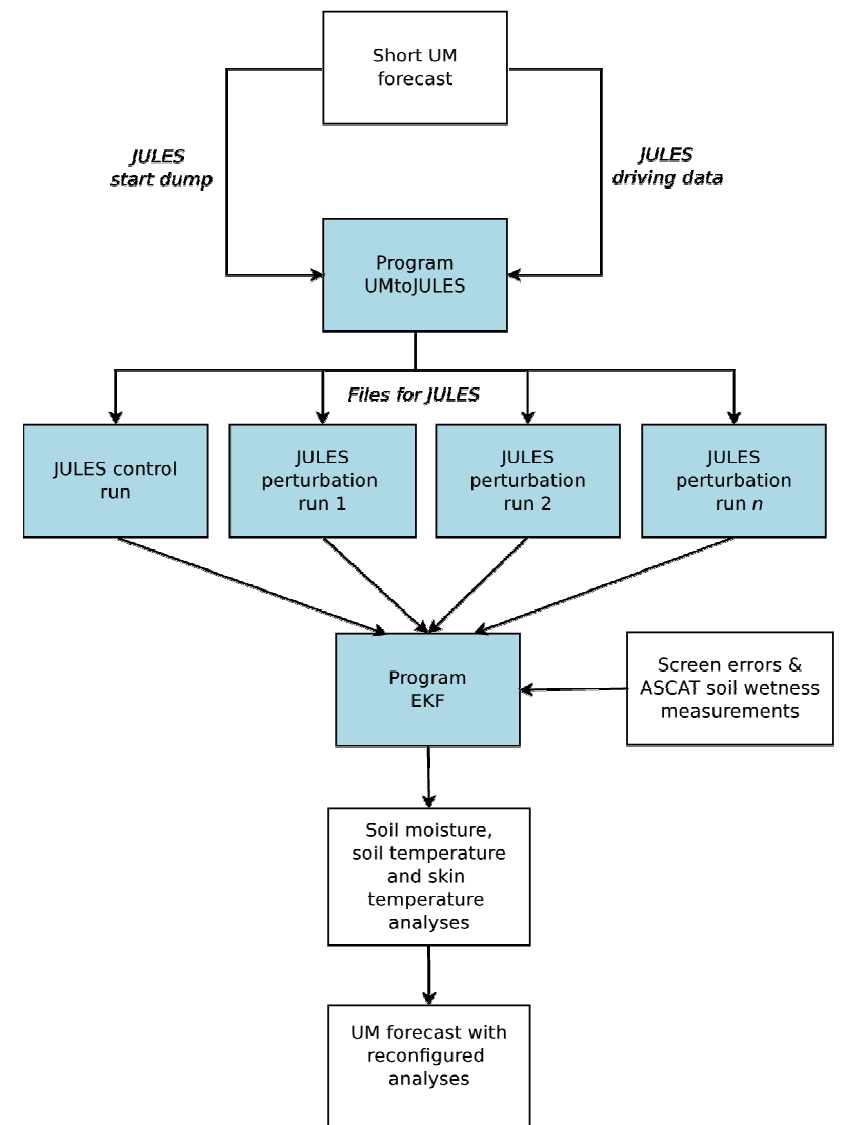 Short UM
forecast
JULES
start dump
JULES
driving data
Program
UMtoJULES
Files for JULES
JULES control
run
JULES
perturbation
run 1
JULES
perturbation
run 2
JULES
perturbation
run n
Program
EKF
Screen errors &
ASCAT soil wetness
measurements
Soil moisture,
soil temperature
and skin
temperature
analyses
UM forecast with
reconfigured
analyses